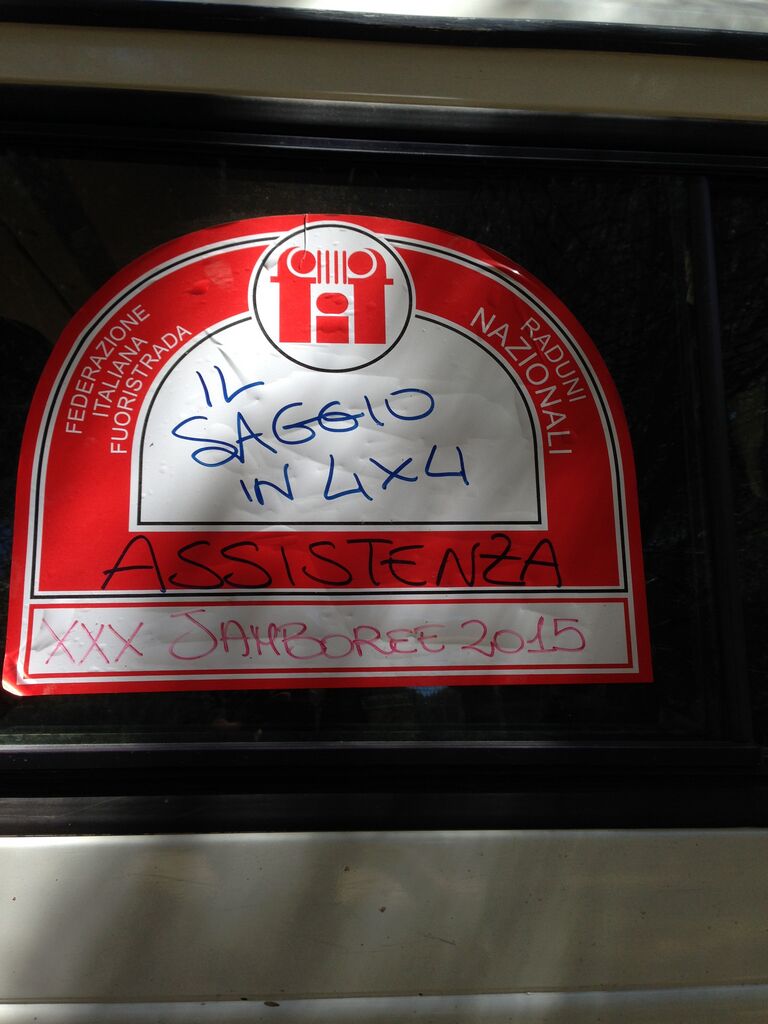 FEDERAZIONE
ITALIANA
FUORISTRADA
RADUNI
NAZIONALI
IL
SAGGIO
IN 4X4
ASSISTENZA
XXX JAMBOREE 2015